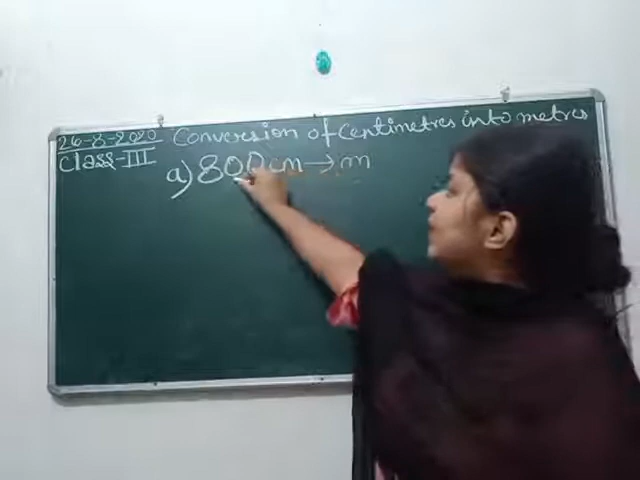 26-8-2020
Class-III
Conversion of Centimetres into metres
a) 800 cm → m